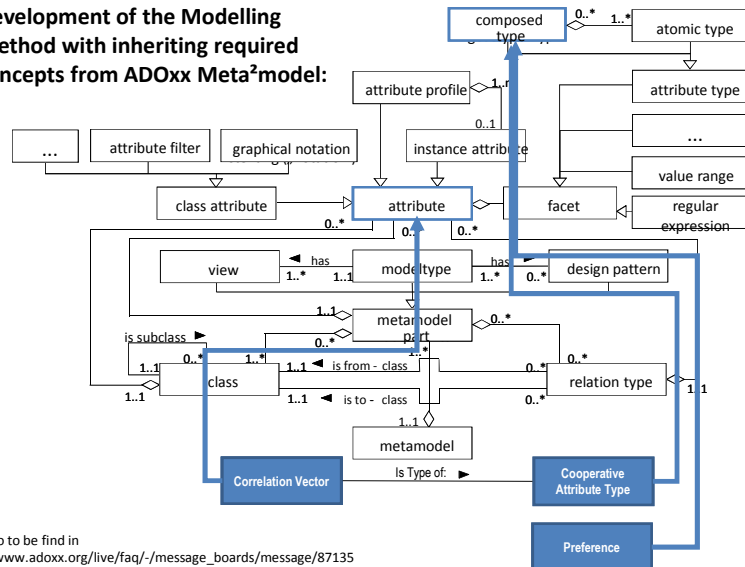 evelopment of the Modelling
ethod with inheriting required
ncepts from ADOxx Meta²model:
composed
type
0..*
1..*
atomic type
attribute profile
1..n
attribute type
0..1
...
...
attribute filter
graphical notation
instance attribute
value range
class attribute
attribute
facet
regular
expression
0..*
0..
0..*
view
has
1..*
1..1
modeltype
has
1..*
0..*
design pattern
1..1
metamodel
part
0..*
is subclass
0..*
1..*
0..*
1..*
0..*
1..1
1..1
is from - class
0..*
class
relation type
1..1
1..1
1..1
is to - class
0..*
1..1
metamodel
Correlation Vector
Is Type of:
Cooperative
Attribute Type
Preference
o to be find in
www.adoxx.org/live/faq/-/message_boards/message/87135